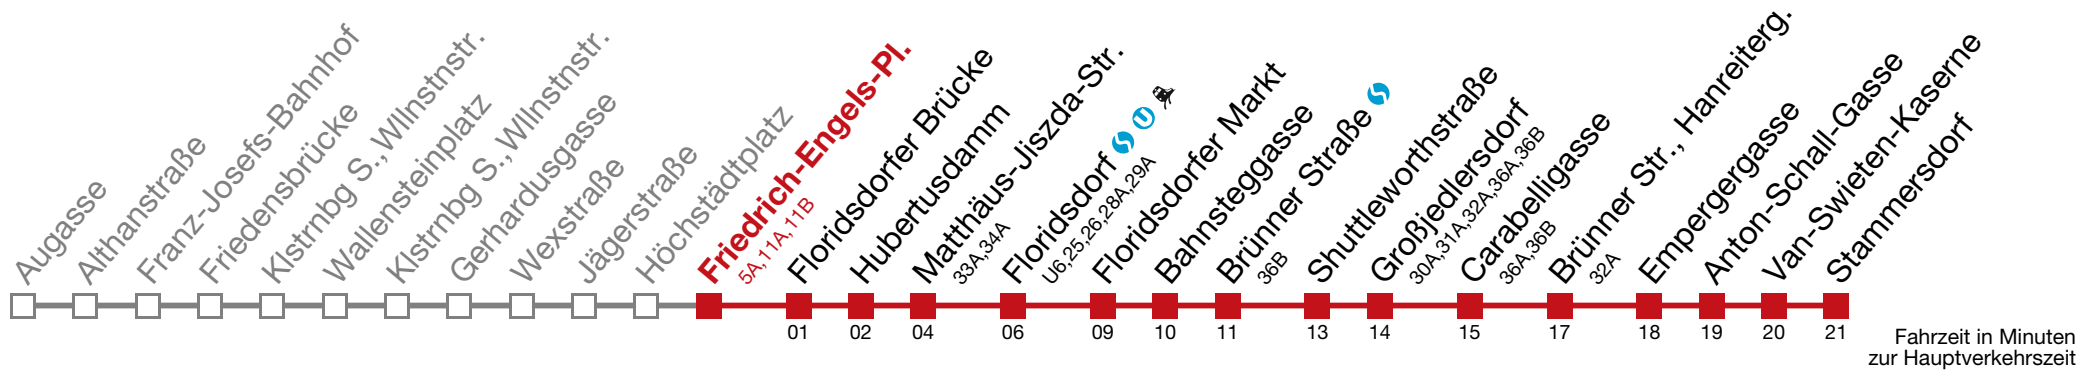 Augasse
Althanstraße
Franz-Josefs-Bahnhof
Friedensbrücke
Klstrnbg S., Wllnstnstr.
Wallensteinplatz
Klstrnbg S., Wllnstnstr.
Gerhardusgasse
Wexstraße
Jägerstraße
Höchstädtplatz
Friedrich-Engels-Pl.
5A,11A,11B
Floridsdorfer Brücke
Hubertusdamm
Matthäus-Jiszda-Str.
33A,34A
Floridsdorf S U
U6,25,26,28A,29A
Floridsdorfer Markt
Bahnsteggasse
Brünner Straße S
36B
Shuttleworthstraße
Großjedlersdorf
30A,31A,32A,36A,36B
Carabelligasse
36A,36B
Brünner Str., Hanreiterg.
32A
Empergergasse
Anton-Schall-Gasse
Van-Swieten-Kaserne
Stammersdorf
01 02 04 06 09 10 11 13 14 15 17 18 19 20 21
Fahrzeit in Minuten
zur Hauptverkehrszeit